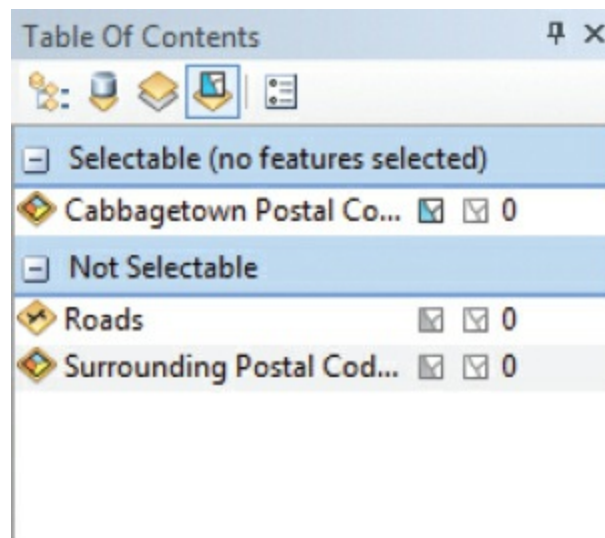 Table Of Contents
Selectable (no features selected)
Cabbagetown Postal Co... 0
Not Selectable
Roads 0
Surrounding Postal Cod... 0